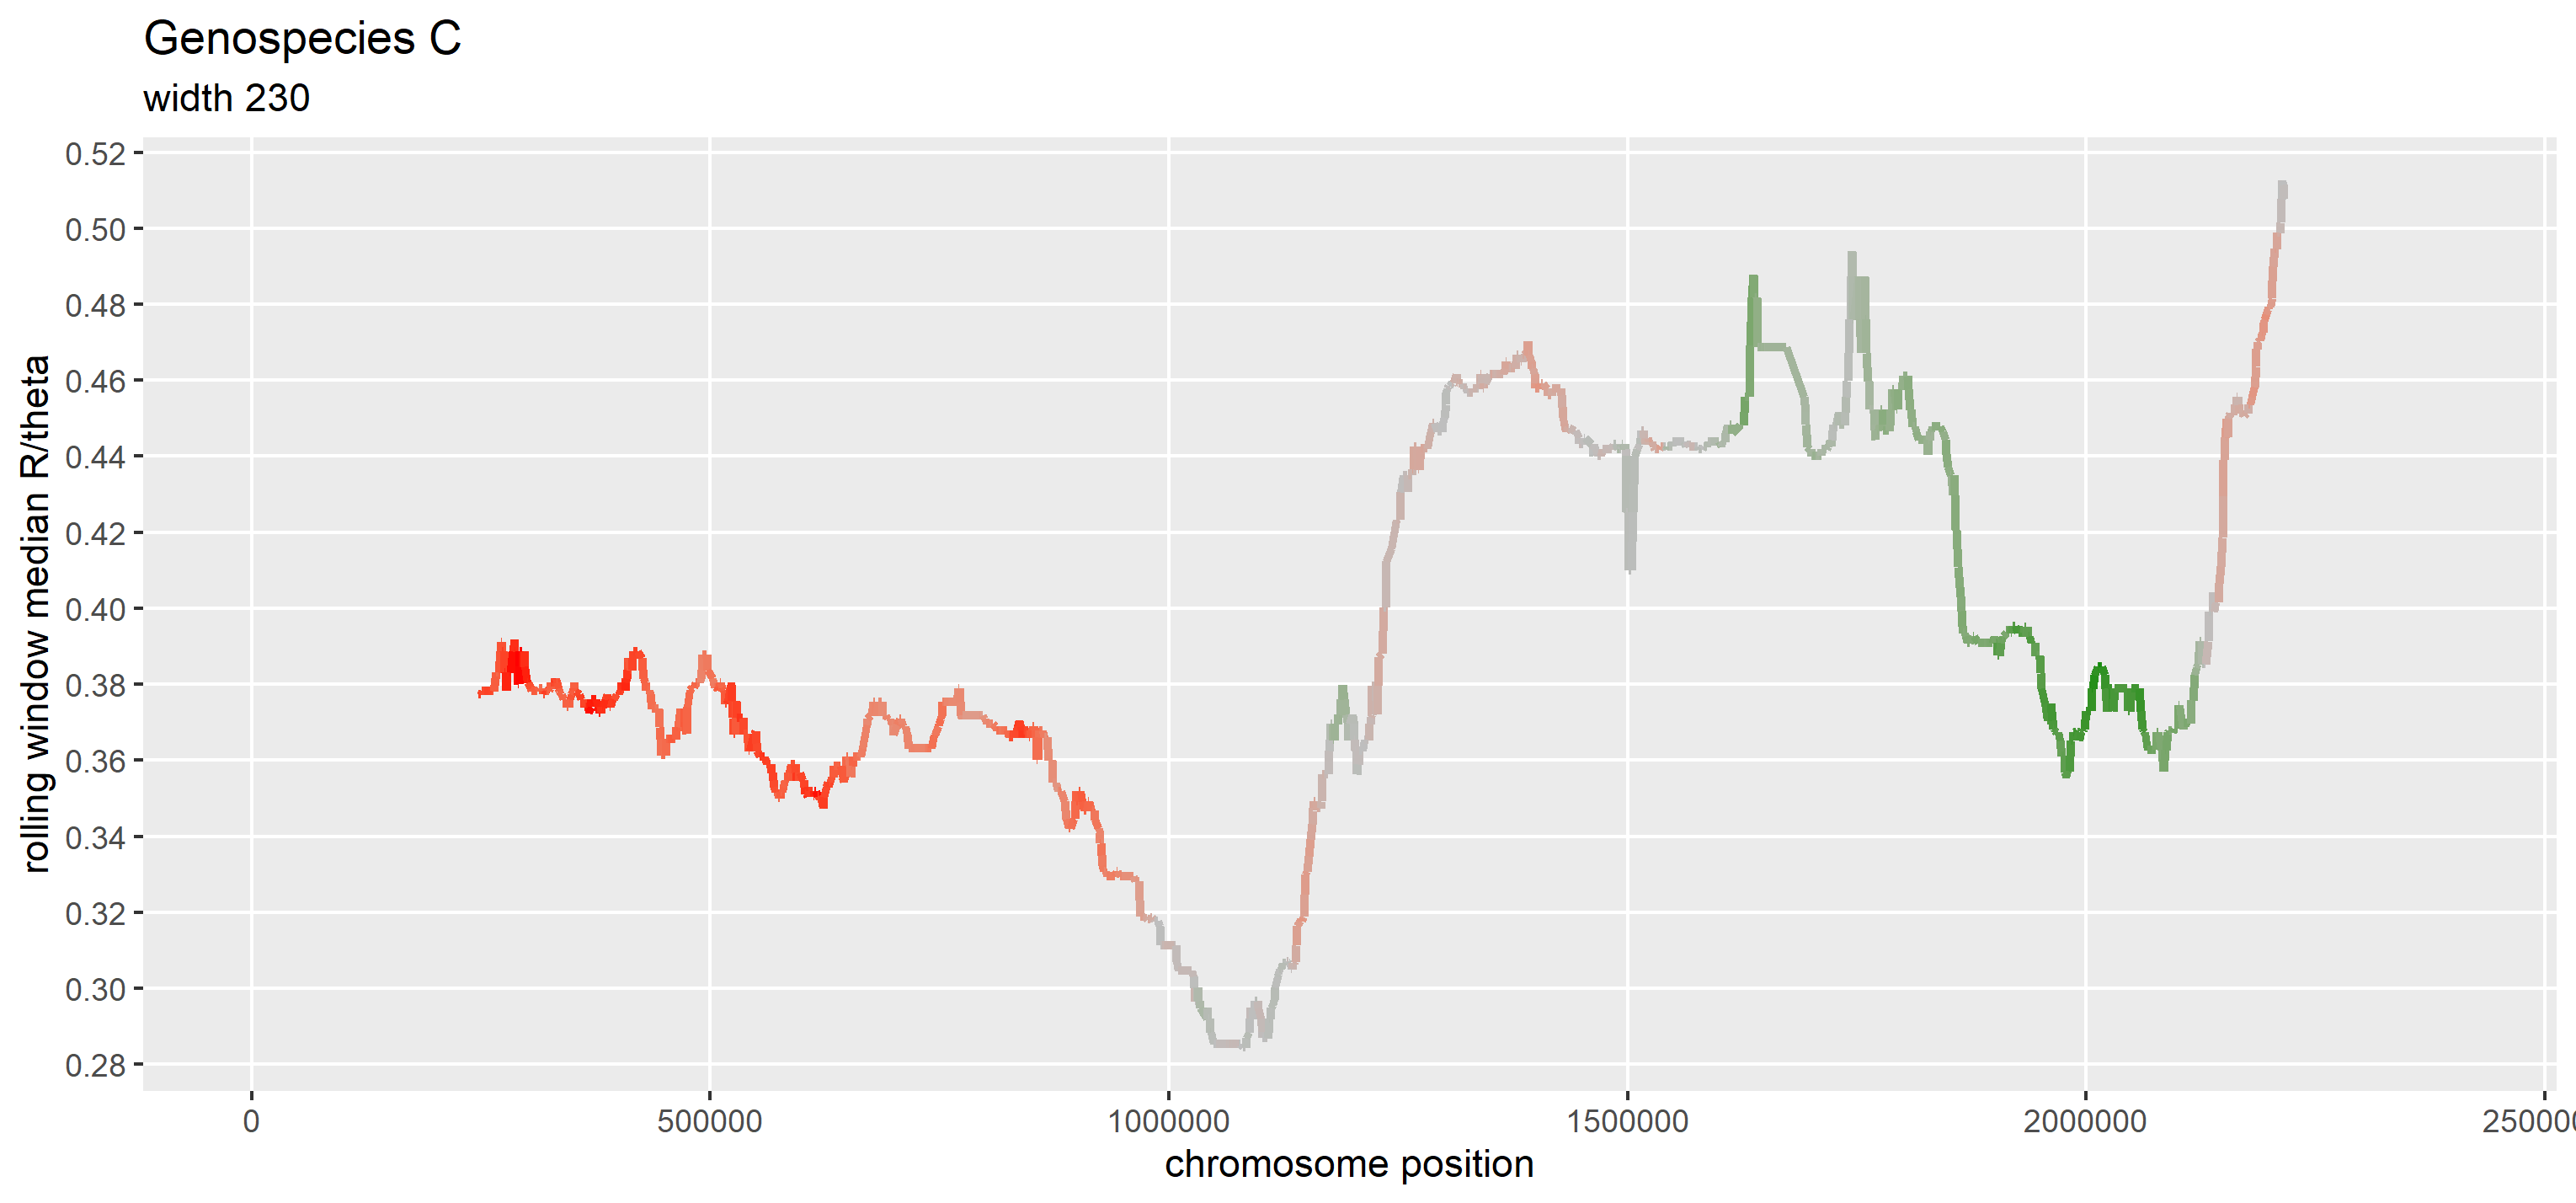 Genospecies C
width 230
rolling window median R/theta
0.52
0.50
0.48
0.46
0.44
0.42
0.40
0.38
0.36
0.34
0.32
0.30
0.28
0 500000 1000000 1500000 2000000 250000
chromosome position